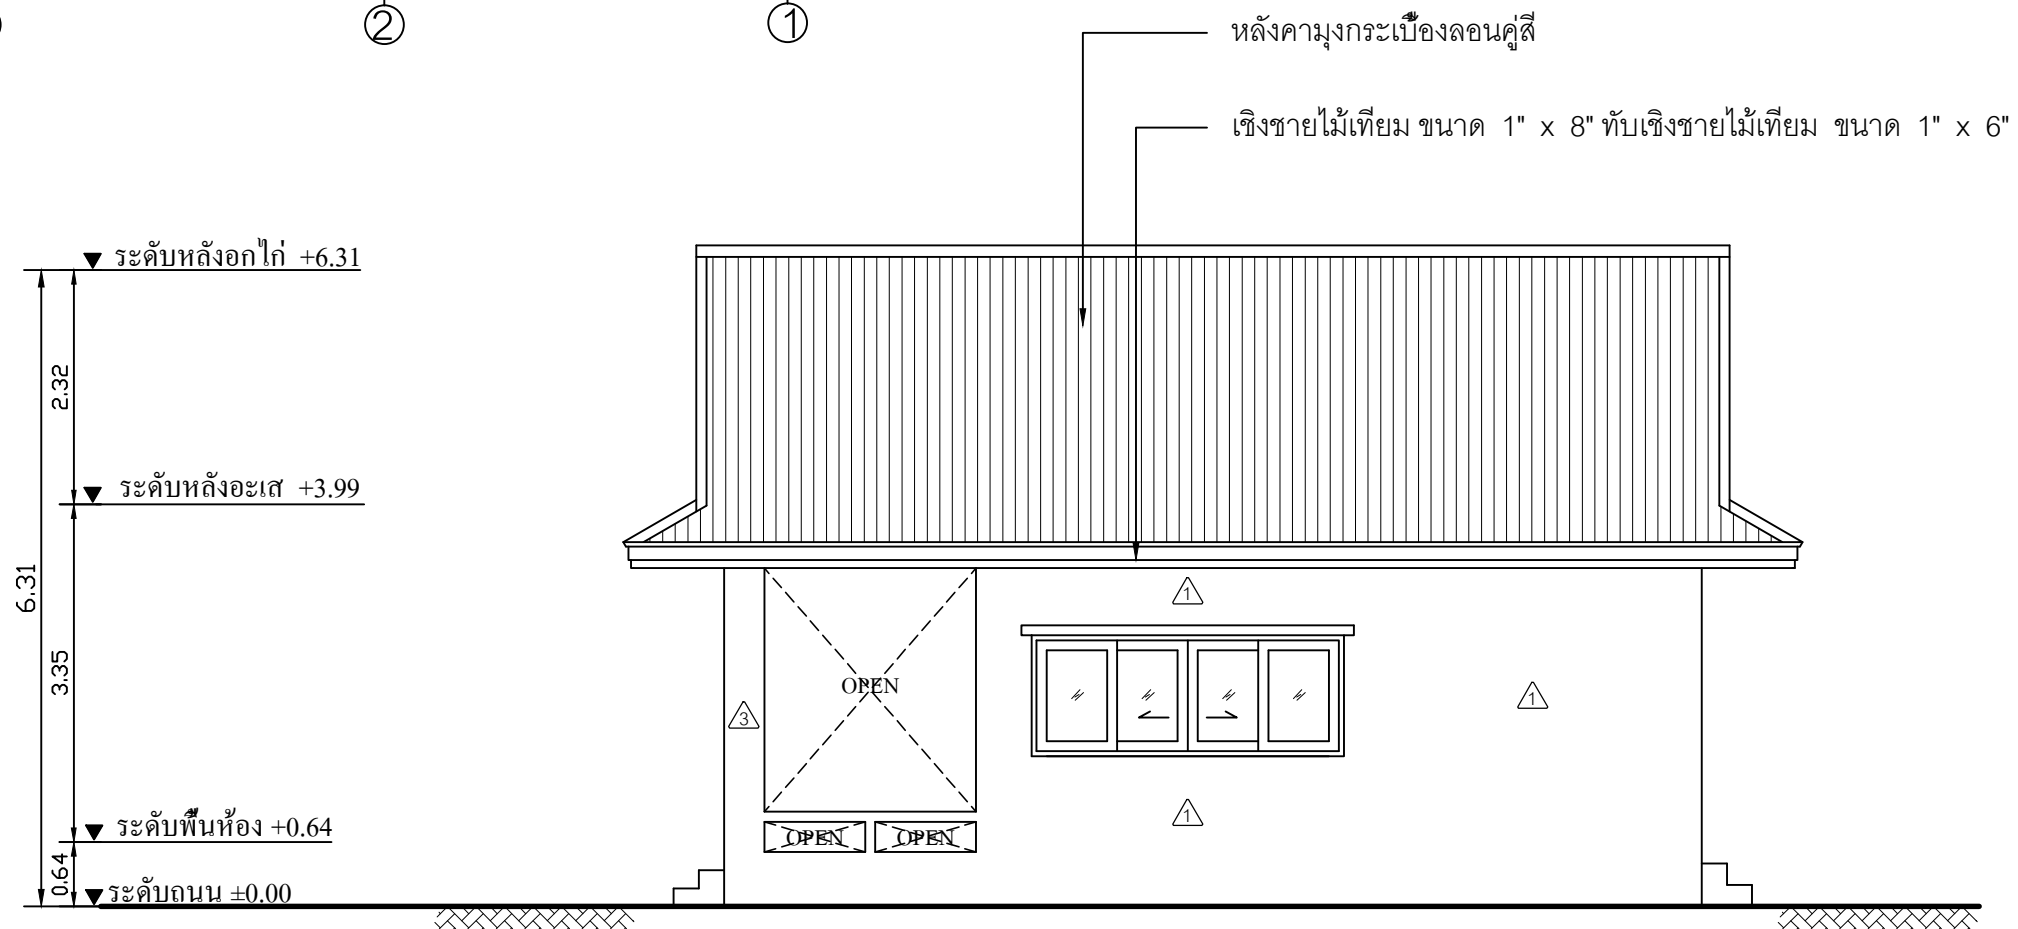 2
1
หลังคามุงกระเบื้องลอนคู่สี
เชิงชายไม้เทียม ขนาด 1" x 8" ทับเชิงชายไม้เทียม ขนาด 1" x 6"
ระดับหลังอกไก่ +6.31
2.32
ระดับหลังอะเส +3.99
6.31
3.35
1
OPEN
3
1
1
ระดับพื้นห้อง +0.64
OPEN OPEN
0.64
ระดับถนน ±0.00